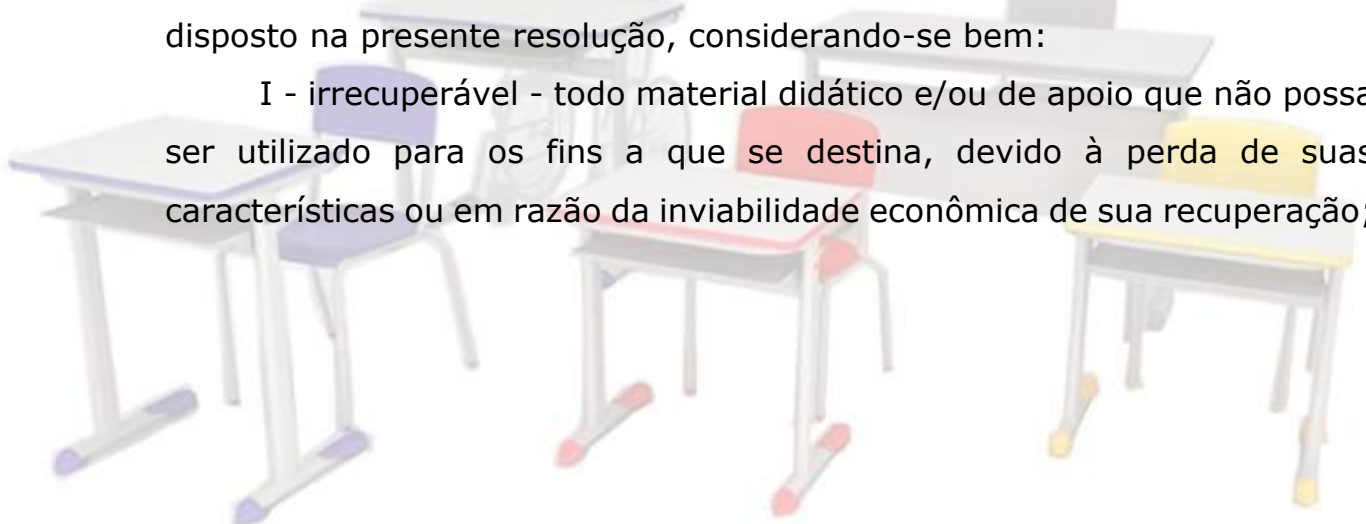 disposto na presente resolução, considerando-se bem:
I - irrecuperável - todo material didático e/ou de apoio que não possa
ser utilizado para os fins a que se destina, devido à perda de suas
características ou em razão da inviabilidade econômica de sua recuperação;